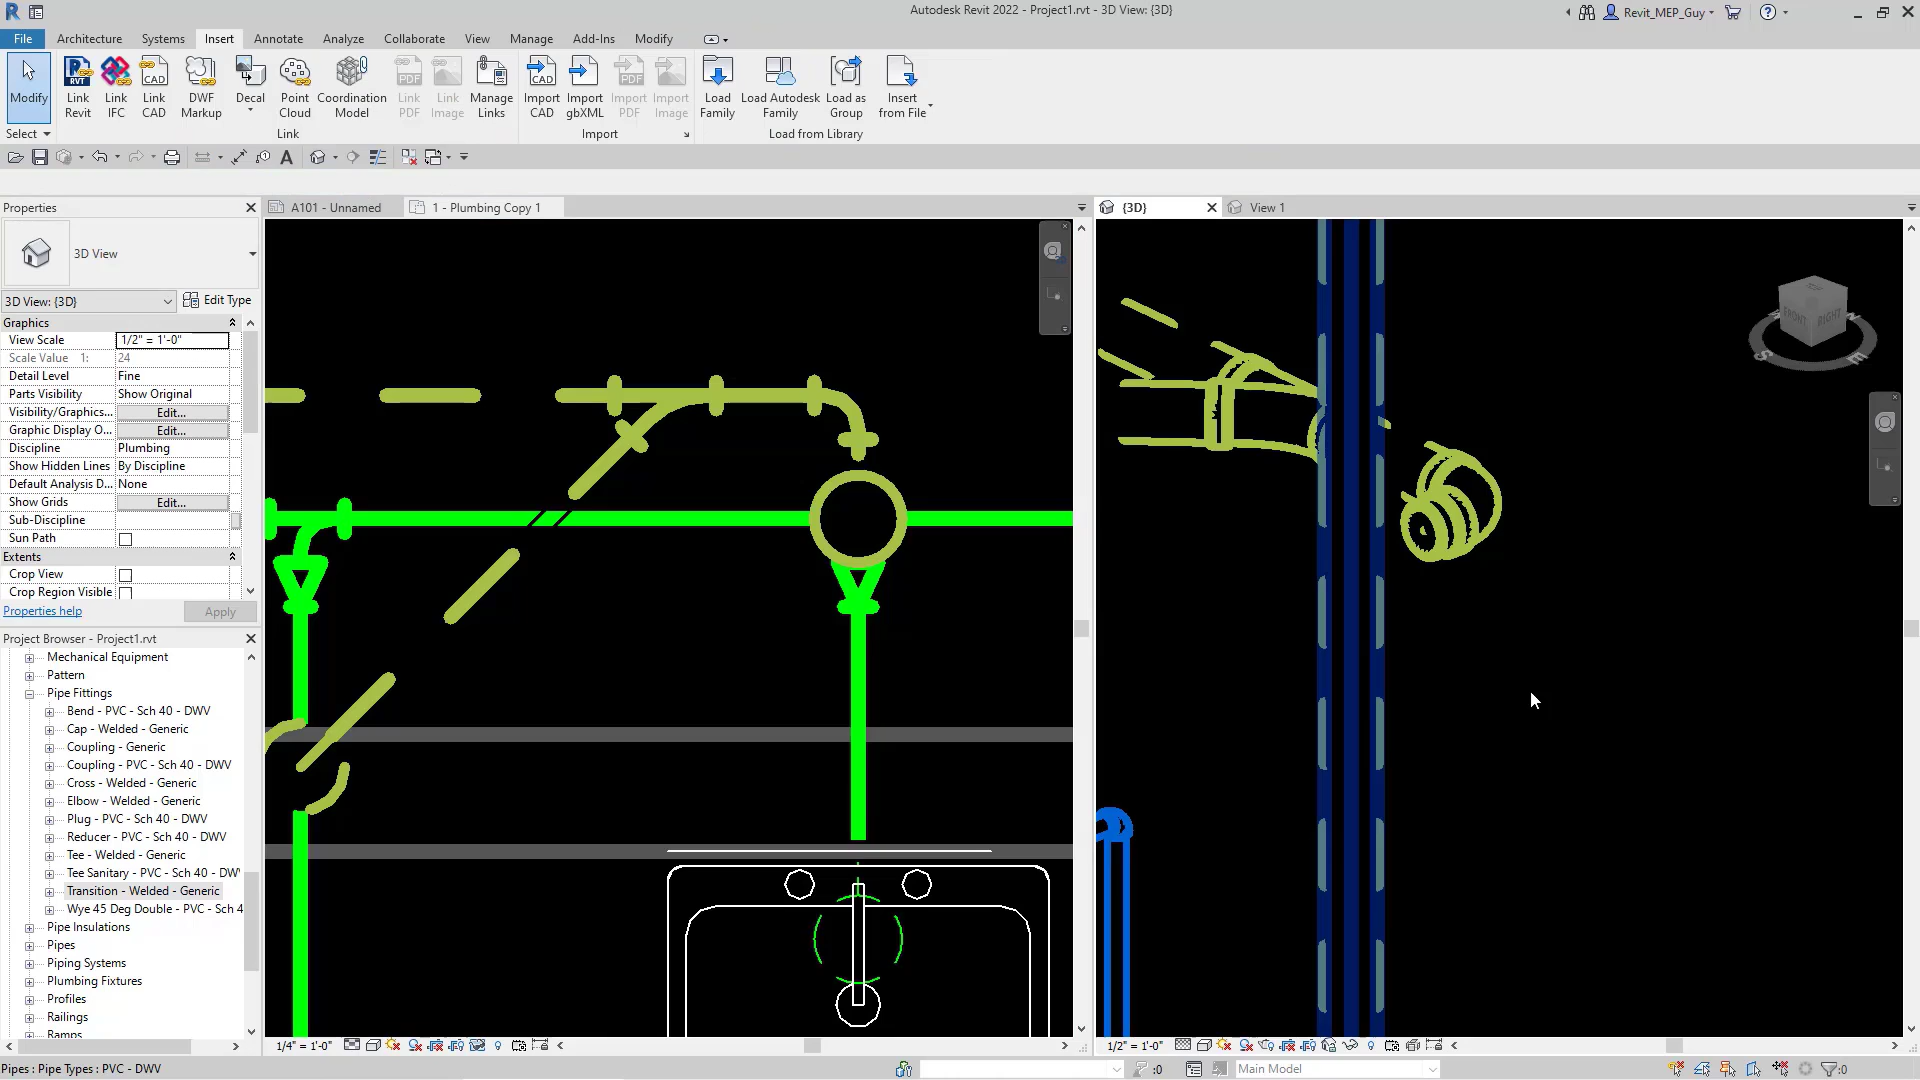 Autodesk Revit 2022 - Project1.rvt - 3D View: {3D}
Revit_MEP_Guy
File Architecture Systems Insert Annotate Analyze Collaborate View Manage Add-Ins Modify
Modify
Link Revit
Link IFC
Link CAD
DWF Markup
Decal
Point Cloud
Coordination Model
Link PDF
Link Image
Manage Links
Import CAD
Import gbXML
Import PDF
Import Image
Load Family
Load Autodesk Family
Load as Group
Insert from File
Select
Link
Import
Load from Library
Properties
A101 - Unnamed
1 - Plumbing Copy 1
{3D}
View 1
3D View
3D View: {3D}
Edit Type
Graphics
View Scale 1/2" = 1'-0"
Scale Value 1: 24
Detail Level Fine
Parts Visibility Show Original
Visibility/Graphics... Edit...
Graphic Display O... Edit...
Discipline Plumbing
Show Hidden Lines By Discipline
Default Analysis D... None
Show Grids Edit...
Sub-Discipline
Sun Path
Extents
Crop View
Crop Region Visible
Properties help
Apply
Project Browser - Project1.rvt
Mechanical Equipment
Pattern
Pipe Fittings
Bend - PVC - Sch 40 - DWV
Cap - Welded - Generic
Coupling - Generic
Coupling - PVC - Sch 40 - DWV
Cross - Welded - Generic
Elbow - Welded - Generic
Plug - PVC - Sch 40 - DWV
Reducer - PVC - Sch 40 - DWV
Tee - Welded - Generic
Tee Sanitary - PVC - Sch 40 - DWV
Transition - Welded - Generic
Wye 45 Deg Double - PVC - Sch 4
Pipe Insulations
Pipes
Piping Systems
Plumbing Fixtures
Profiles
Railings
Ramps
FRONT
RIGHT
S
E
1/4" = 1'-0"
1/2" = 1'-0"
Pipes : Pipe Types : PVC - DWV
:0
Main Model
:0